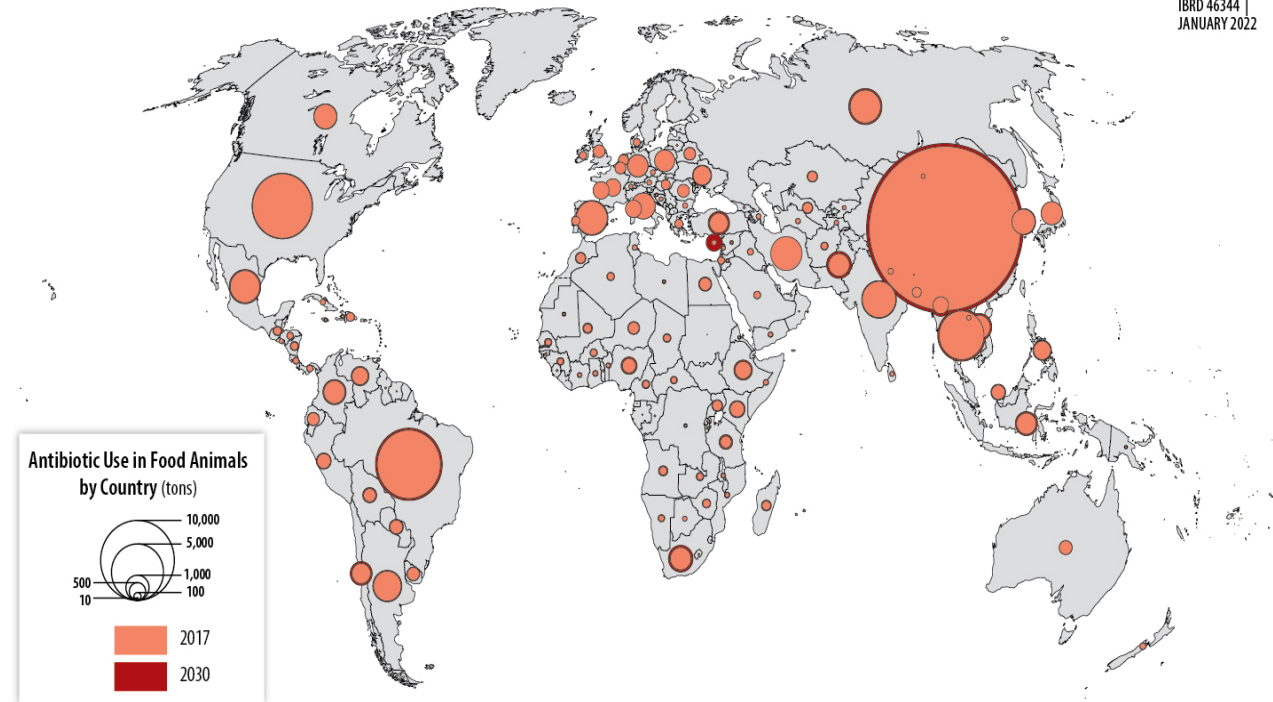 IBRD 46344 |
JANUARY 2022
Antibiotic Use in Food Animals
by Country (tons)
10,000
5,000
1,000
500
100
10
2017
2030